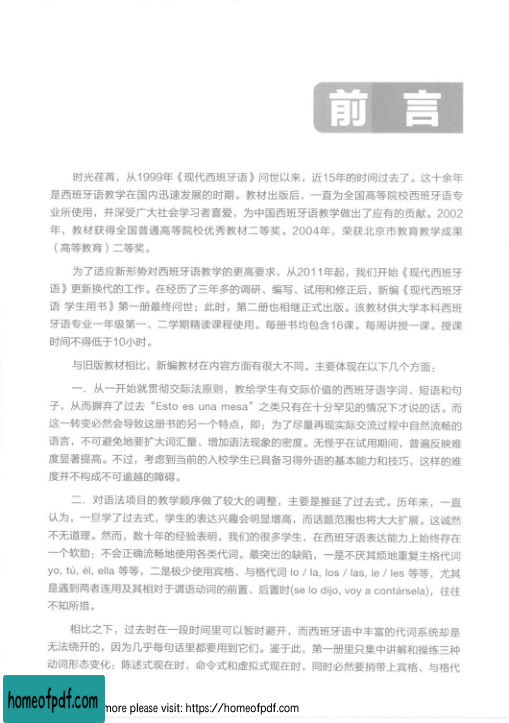 前 言
时光荏苒，从1999年《现代西班牙语》问世以来，近15年的时间过去了。这十余年
是西班牙语教学在国内迅速发展的时期。教材出版后，一直为全国高等院校西班牙语专
业所使用，并深受广大社会学习者喜爱，为中国西班牙语教学做出了应有的贡献。2002
年，教材获得全国普通高等院校优秀教材二等奖。2004年，荣获北京市教育教学成果
（高等教育）二等奖。
为了适应新形势对西班牙语教学的更高要求，从2011年起，我们开始《现代西班牙
语》更新换代的工作。在经历了三年多的调研、编写、试用和修正后，新编《现代西班牙
语 学生用书》第一册最终问世；此时，第二册也相继正式出版。该教材供大学本科西班
牙语专业一年级第一、二学期精读课程使用。每册书均包含16课。每周讲授一课。授课
时间不得低于10小时。
与旧版教材相比，新编教材在内容方面有很大不同。主要体现在以下几个方面：
一．从一开始就贯彻交际法原则，教给学生有交际价值的西班牙语字词、短语和句
子，从而摒弃了过去“Esto es una mesa”之类只有在十分罕见的情况下才说的话。而
这一转变必然会导致这册书的另一个特点，即：为了尽量再现实际交流过程中自然流畅的
语言，不可避免地要扩大词汇量、增加语法现象的密度。无怪乎在试用期间，普遍反映难
度显著提高。不过，考虑到当前的入校学生已具备习得外语的基本能力和技巧，这样的难
度并不构成不可逾越的障碍。
二．对语法项目的教学顺序做了较大的调整，主要是推延了过去式。历年来，一直
认为，一旦学了过去式，学生的表达兴趣会明显增高，而话题范围也将大大扩展。这诚然
不无道理。然而，数十年的经验表明，我们的很多学生，在西班牙语表达能力上始终存在
一个软肋：不会正确流畅地使用各类代词。最突出的缺陷，一是不厌其烦地重复主格代词
yo, tú, él, ella 等等，二是极少使用宾格、与格代词 lo / la, los / las, le / les 等等，尤其
是遇到两者连用及其相对于谓语动词的前置、后置时(se lo dijo, voy a contársela)，往往
不知所措。
相比之下，过去时在一段时间里可以暂时避开，而西班牙语中丰富的代词系统却是
无法绕开的，因为几乎每句话里都要用到它们。鉴于此，第一册里只集中讲解和操练三种
动词形态变化：陈述式现在时、命令式和虚拟式现在时，同时必然要捎带上宾格、与格代
homeofpdf.com
more please visit: https://homeofpdf.com